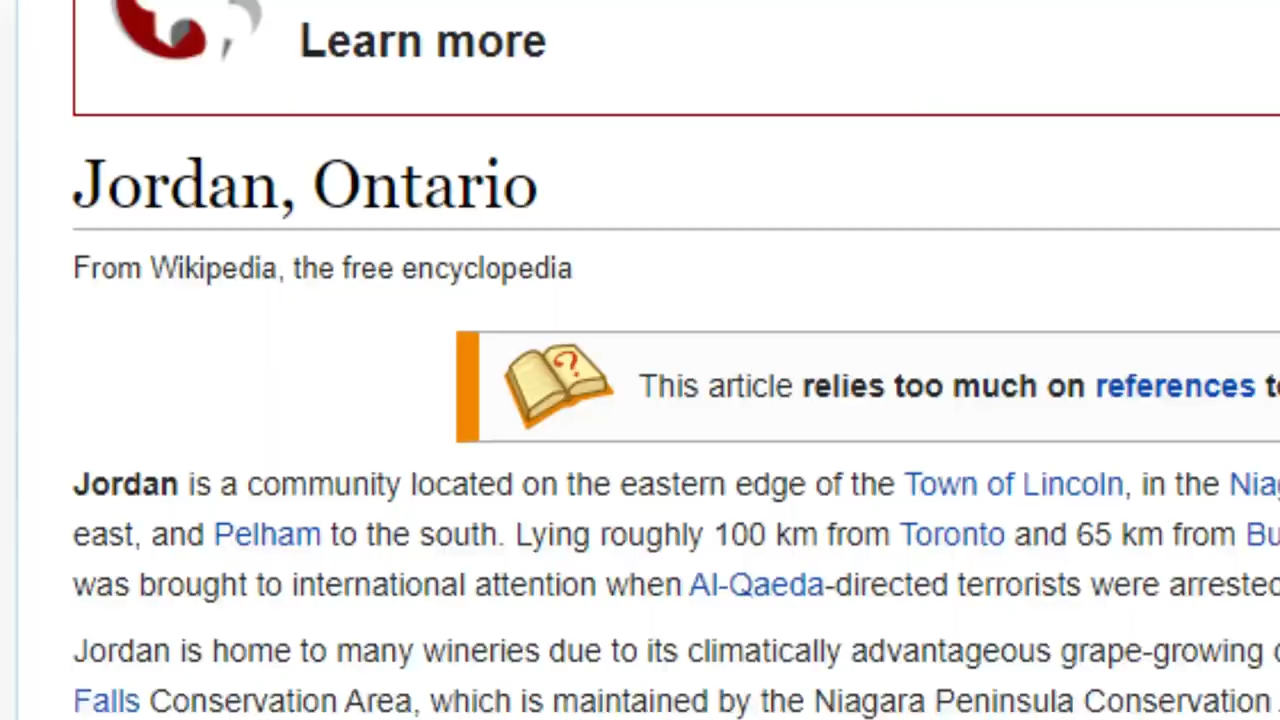 Learn more
Jordan, Ontario
From Wikipedia, the free encyclopedia
This article relies too much on references
Jordan is a community located on the eastern edge of the Town of Lincoln, in the
east, and Pelham to the south. Lying roughly 100 km from Toronto and 65 km from
was brought to international attention when Al-Qaeda-directed terrorists were arrested
Jordan is home to many wineries due to its climatically advantageous grape-growing
Falls Conservation Area, which is maintained by the Niagara Peninsula Conservation